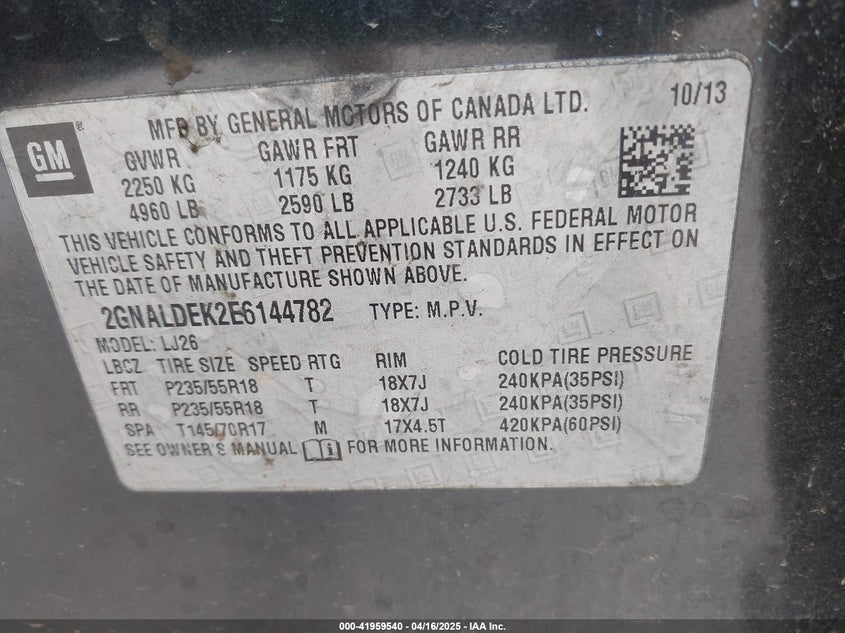 MFD BY GENERAL MOTORS OF CANADA LTD. 10/13
GM
GVWR GAWR FRT GAWR RR
2250 KG 1175 KG 1240 KG
4960 LB 2590 LB 2733 LB
THIS VEHICLE CONFORMS TO ALL APPLICABLE U.S. FEDERAL MOTOR
VEHICLE SAFETY AND THEFT PREVENTION STANDARDS IN EFFECT ON
THE DATE OF MANUFACTURE SHOWN ABOVE.
2GNALDEK2E6144782 TYPE: M.P.V.
MODEL: LJ26
LBCZ TIRE SIZE SPEED RTG RIM COLD TIRE PRESSURE
FRT P235/55R18 T 18X7J 240KPA(35PSI)
RR P235/55R18 T 18X7J 240KPA(35PSI)
SPA T145/70R17 M 17X4.5T 420KPA(60PSI)
SEE OWNER'S MANUAL i FOR MORE INFORMATION.
000-41959540 - 04/16/2025 - IAA Inc.